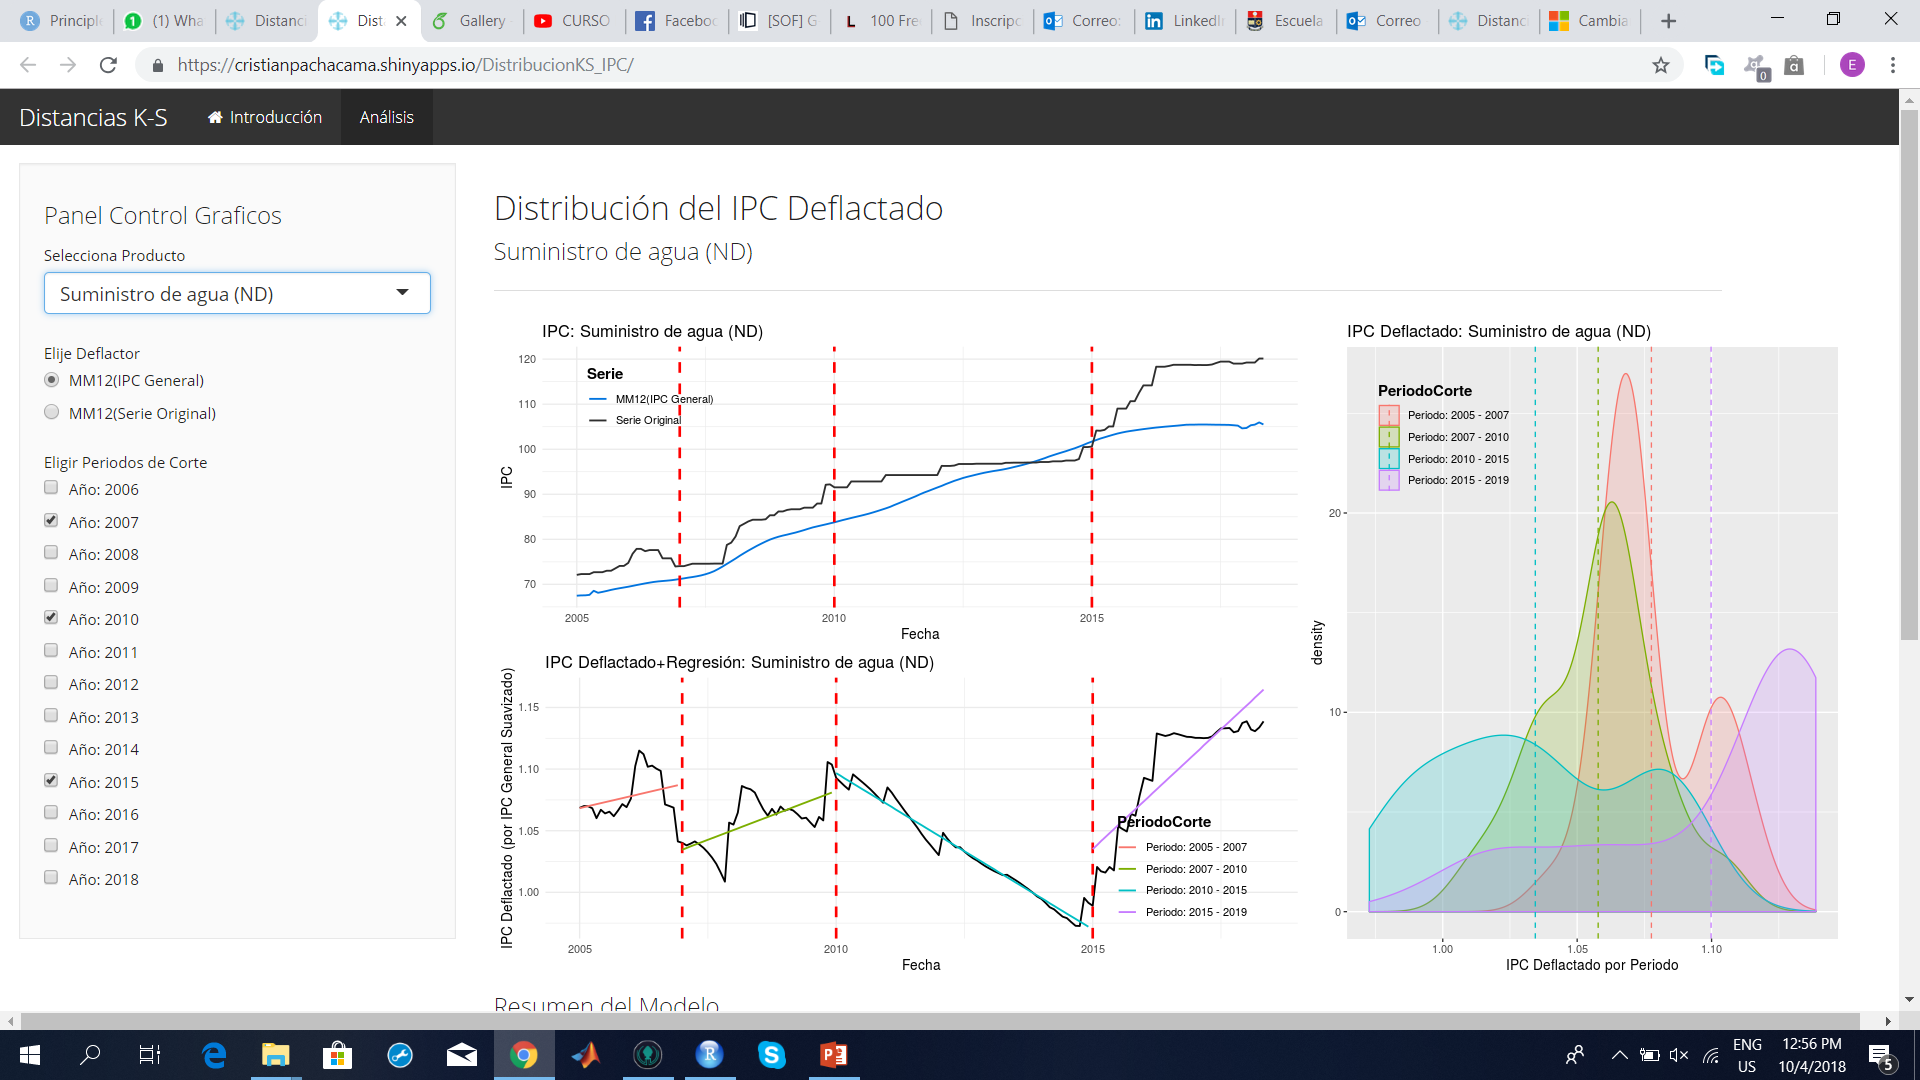 Principl
(1) Wha
Distanci
Dist
Gallery
CURSO
Faceboo
[SOF] G
100 Fre
Inscripc
Correo:
LinkedIn
Escuela
Correo
Distanc
Cambia
https://cristianpachacama.shinyapps.io/DistribucionKS_IPC/
0
E
Distancias K-S
Introducción
Análisis
Panel Control Graficos
Selecciona Producto
Suministro de agua (ND)
Elije Deflactor
MM12(IPC General)
MM12(Serie Original)
Eligir Periodos de Corte
Año: 2006
Año: 2007
Año: 2008
Año: 2009
Año: 2010
Año: 2011
Año: 2012
Año: 2013
Año: 2014
Año: 2015
Año: 2016
Año: 2017
Año: 2018
Distribución del IPC Deflactado
Suministro de agua (ND)
IPC: Suministro de agua (ND)
120
110
100
90
80
70
IPC
Serie
MM12(IPC General)
Serie Original
2005
2010
2015
Fecha
IPC Deflactado+Regresión: Suministro de agua (ND)
IPC Deflactado (por IPC General Suavizado)
1.15
1.10
1.05
1.00
PeriodoCorte
Periodo: 2005 - 2007
Periodo: 2007 - 2010
Periodo: 2010 - 2015
Periodo: 2015 - 2019
2005
2010
2015
Fecha
IPC Deflactado: Suministro de agua (ND)
PeriodoCorte
Periodo: 2005 - 2007
Periodo: 2007 - 2010
Periodo: 2010 - 2015
Periodo: 2015 - 2019
density
20
10
0
1.00
1.05
1.10
IPC Deflactado por Periodo
Resumen del Modelo
ENG
US
12:56 PM
10/4/2018
5